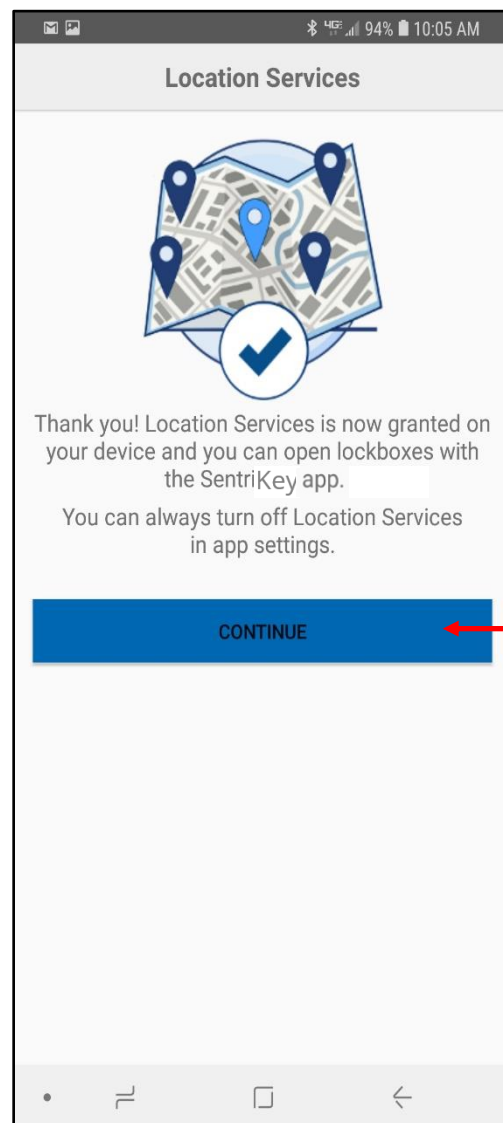 4G 94% 10:05 AM
Location Services
Thank you! Location Services is now granted on
your device and you can open lockboxes with
the SentriKey app.
You can always turn off Location Services
in app settings.
CONTINUE